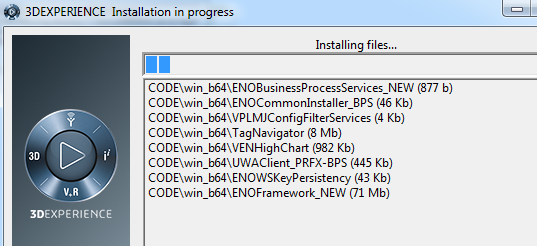 3DEXPERIENCE Installation in progress
Installing files...
CODE\win_b64\ENOBusinessProcessServices_NEW (877 b)
CODE\win_b64\ENOCommonInstaller_BPS (46 Kb)
CODE\win_b64\VPLMJConfigFilterServices (4 Kb)
CODE\win_b64\TagNavigator (8 Mb)
CODE\win_b64\VENHighChart (982 Kb)
CODE\win_b64\UWAClient_PRFX-BPS (445 Kb)
CODE\win_b64\ENOWSKeyPersistency (43 Kb)
CODE\win_b64\ENOFramework_NEW (71 Mb)
3D
i²
V.R
3DEXPERIENCE